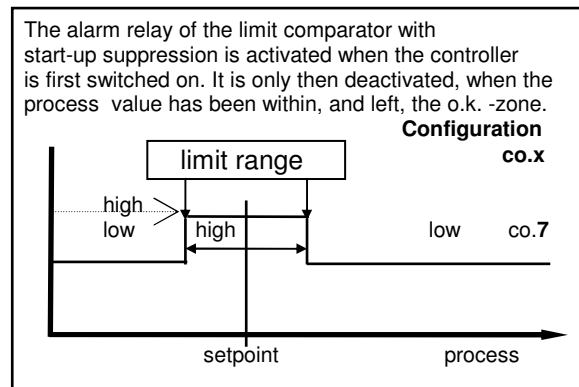 The alarm relay of the limit comparator with
start-up suppression is activated when the controller
is first switched on. It is only then deactivated, when the
process value has been within, and left, the o.k. -zone.
Configuration
limit range
co.x
high
low high low co.7
setpoint process